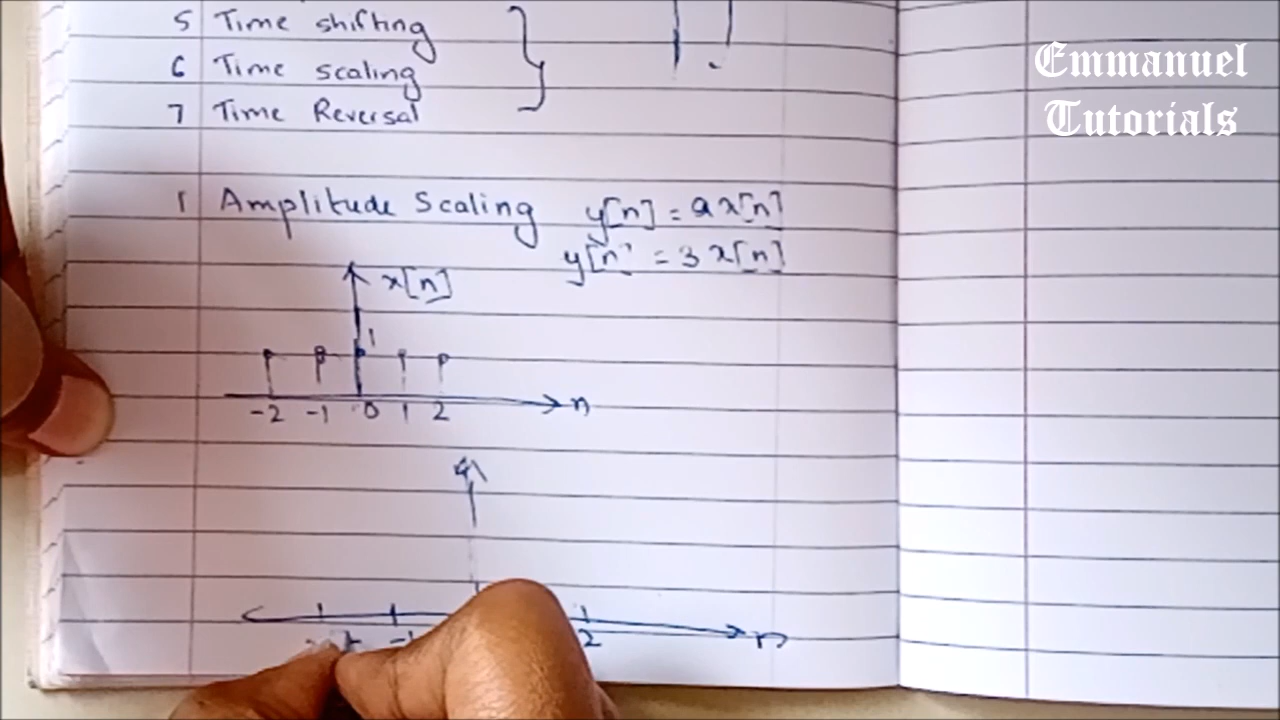 5 Time shifting
6 Time scaling
7 Time Reversal
Emmanuel
Tutorials
1 Amplitude Scaling y[n] = a x[n]
y[n] = 3 x[n]
x[n]
1
-2 -1 0 1 2 n
-1 2 n